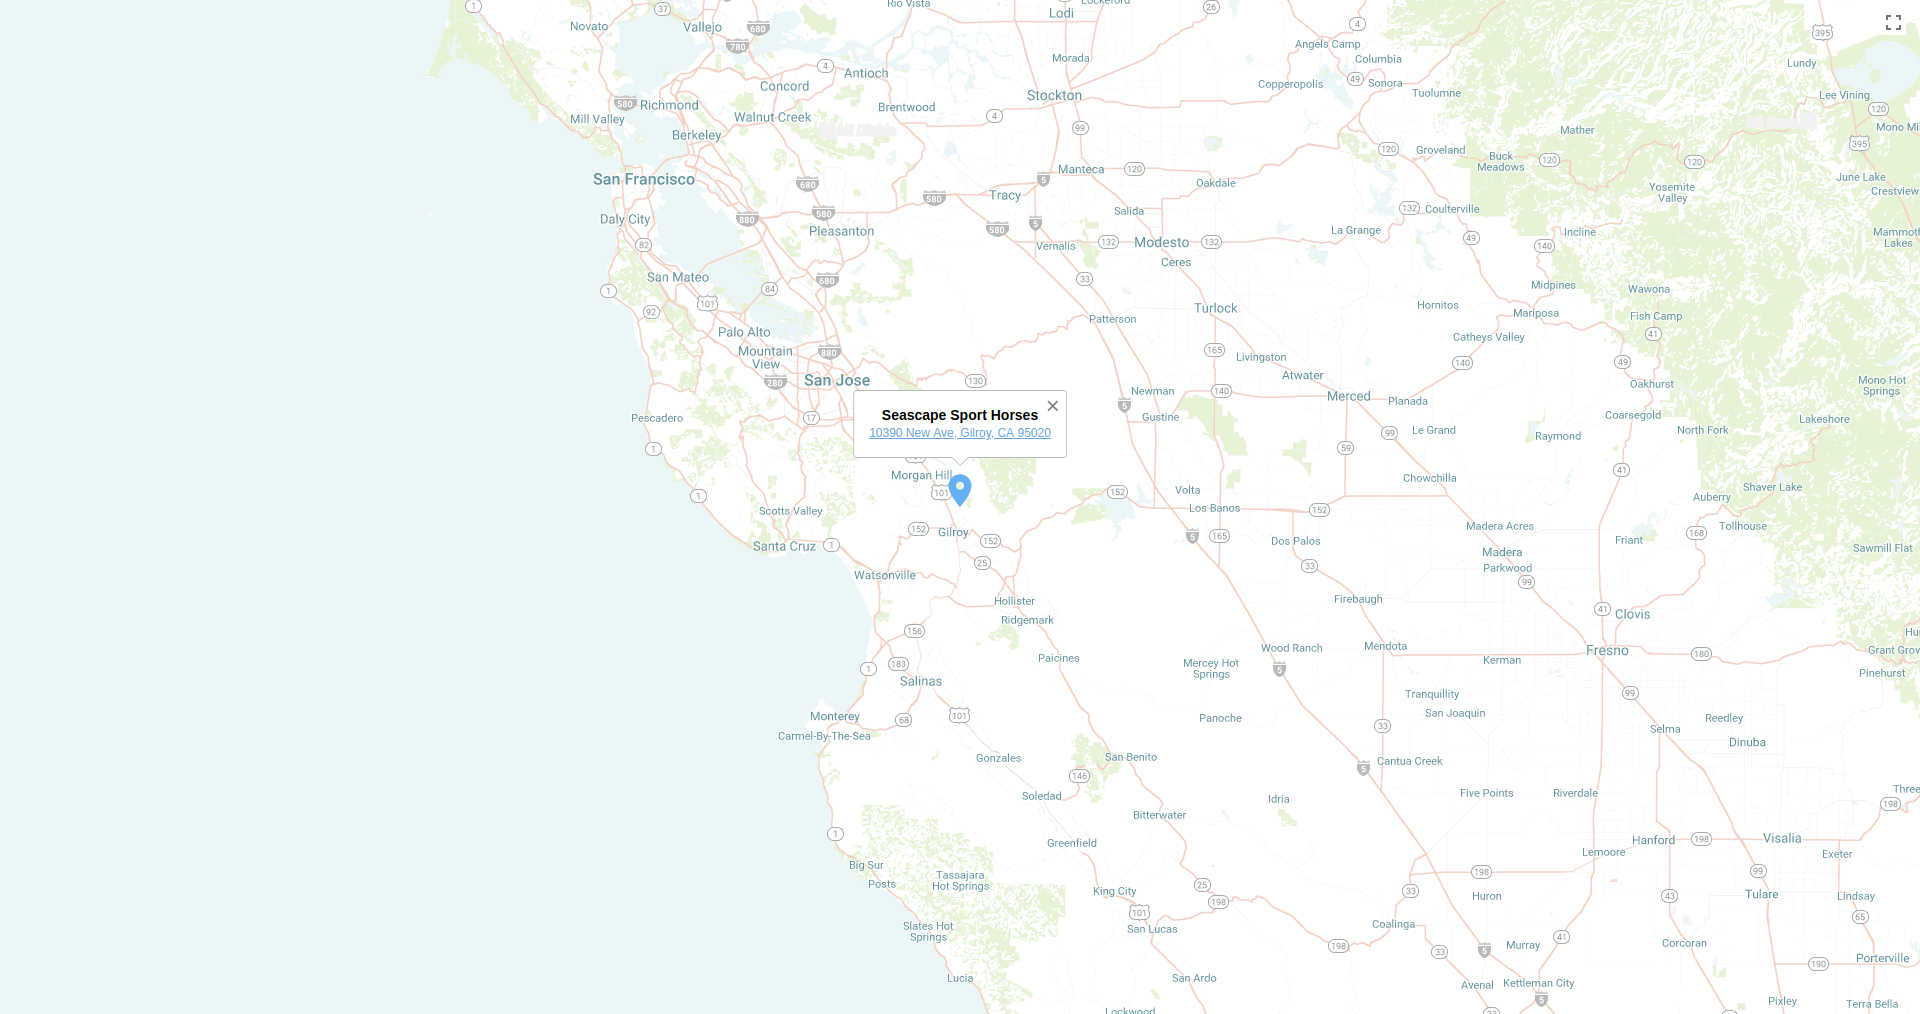 Seascape Sport Horses
10390 New Ave, Gilroy, CA 95020
Novato
Vallejo
Rio Vista
Lodi
Lockeford
Angels Camp
Columbia
Sonora
Copperopolis
Tuolumne
Lundy
Lee Vining
Mono Mi
Antioch
Concord
Richmond
Mill Valley
Walnut Creek
Berkeley
Brentwood
Morada
Stockton
Mather
Groveland
Buck
Meadows
June Lake
Crestview
Yosemite
Valley
San Francisco
Manteca
Tracy
Oakdale
Daly City
Pleasanton
Salida
Coulterville
La Grange
Incline
Mammoth
Lakes
Vernalis
Modesto
Ceres
San Mateo
Midpines
Wawona
Fish Camp
Hornitos
Mariposa
Turlock
Patterson
Palo Alto
Mountain
View
Catheys Valley
Livingston
Atwater
San Jose
Newman
Merced
Planada
Gustine
Oakhurst
Mono Hot
Springs
Coarsegold
Lakeshore
Pescadero
Le Grand
Raymond
North Fork
Morgan Hill
Chowchilla
Volta
Los Banos
Auberry
Shaver Lake
Scotts Valley
Gilroy
Santa Cruz
Dos Palos
Madera Acres
Madera
Parkwood
Friant
Tollhouse
Sawmill Flat
Watsonville
Hollister
Ridgemark
Firebaugh
Clovis
Paicines
Mercey Hot
Springs
Wood Ranch
Mendota
Kerman
Fresno
Grant Grov
Pinehurst
Salinas
Tranquillity
San Joaquin
Monterey
Carmel-By-The-Sea
Panoche
Selma
Reedley
Dinuba
Gonzales
San Benito
Cantua Creek
Soledad
Idria
Five Points
Riverdale
Three
Bitterwater
Greenfield
Hanford
Visalia
Lemoore
Exeter
Big Sur
Posts
Tassajara
Hot Springs
King City
Huron
Tulare
Lindsay
Slates Hot
Springs
San Lucas
Coalinga
Murray
Corcoran
Porterville
Lucia
San Ardo
Avenal
Kettleman City
Pixley
Terra Bella
Lockwood